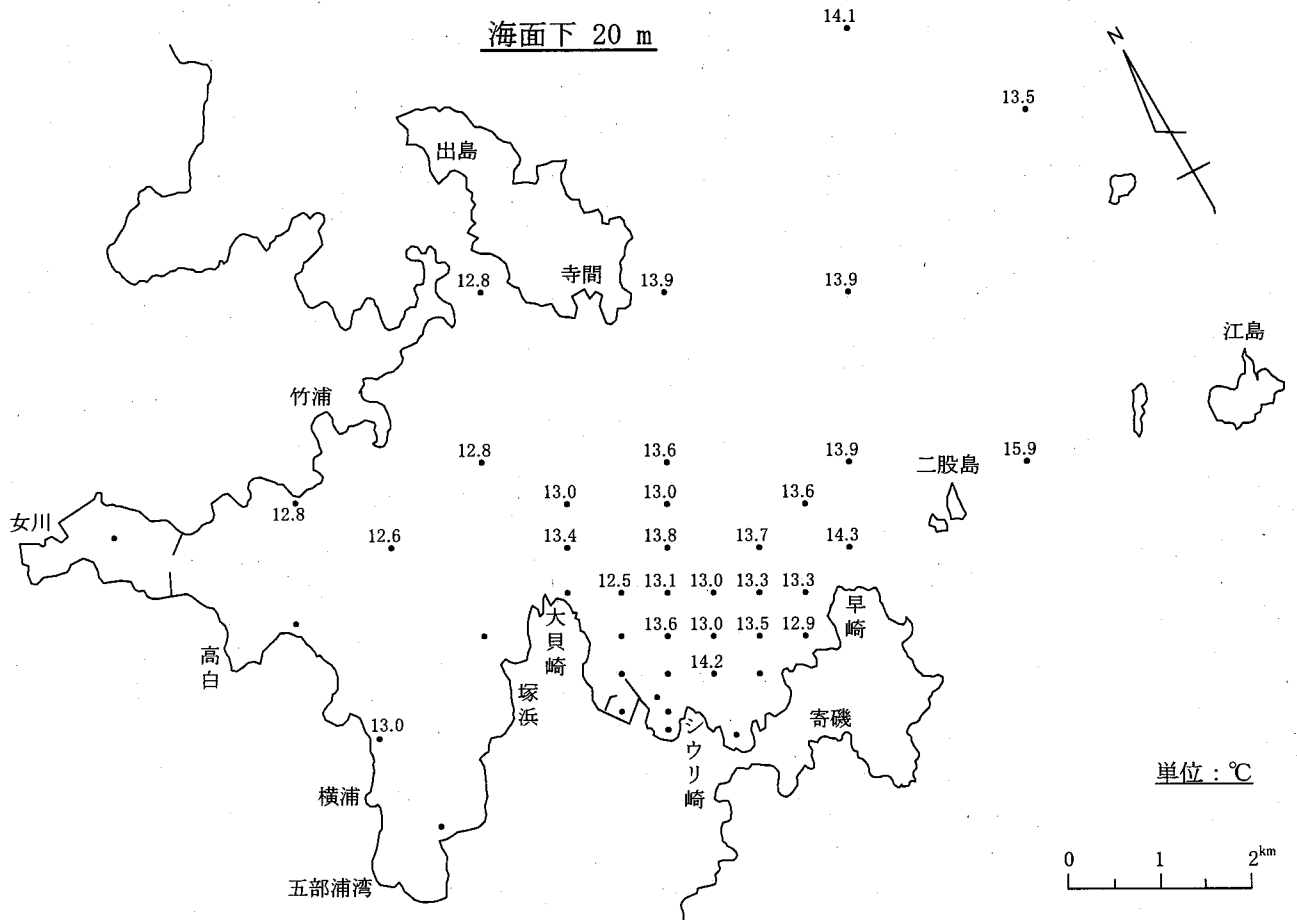 14.1
海面下 20 m
N
13.5
出島
寺間
12.8
13.9
13.9
江島
竹浦
12.8
13.6
13.9
二股島
15.9
13.0
13.0
13.6
12.8
女川
12.6
13.4
13.8
13.7
14.3
12.5 13.1 13.0 13.3 13.3
大貝崎
早崎
13.6 13.0 13.5 12.9
高白
14.2
塚浜
寄磯
シウリ崎
13.0
横浦
単位：℃
五部浦湾
0 1 2km